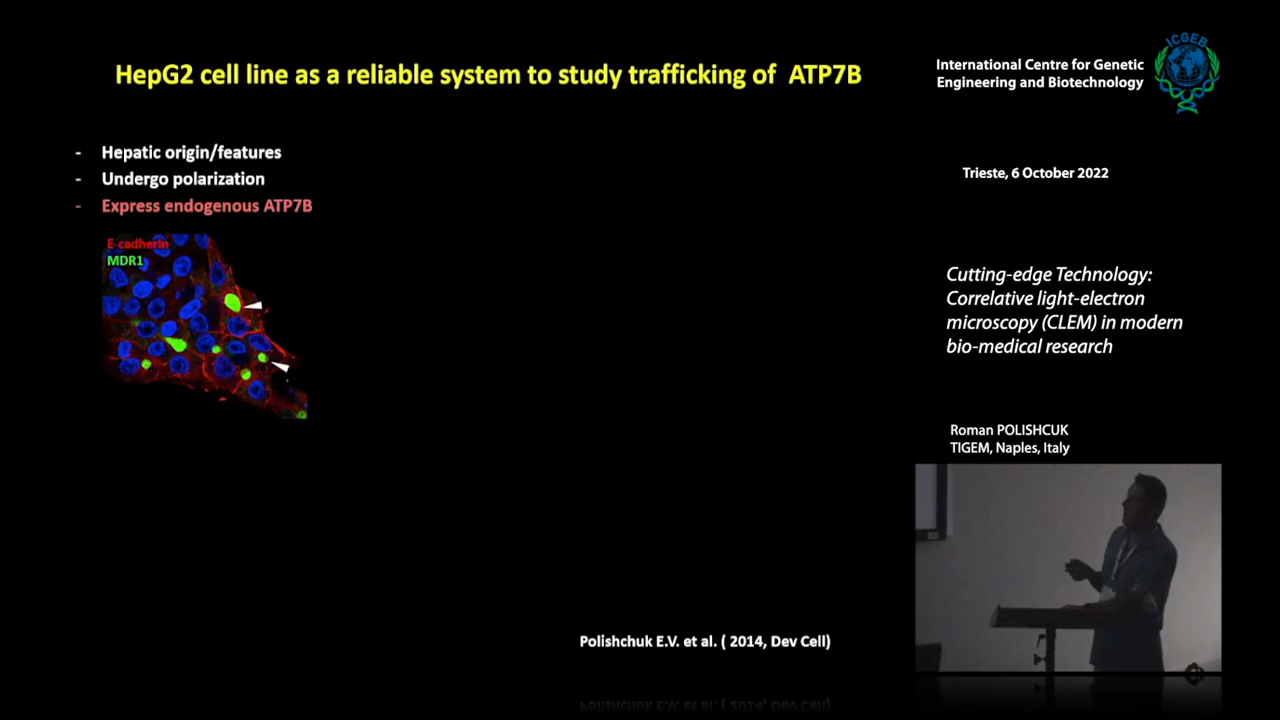 HepG2 cell line as a reliable system to study trafficking of ATP7B
- Hepatic origin/features
- Undergo polarization
- Express endogenous ATP7B
E-cadherin
MDR1
Polishchuk E.V. et al. ( 2014, Dev Cell)
International Centre for Genetic
Engineering and Biotechnology
ICGEB
Trieste, 6 October 2022
Cutting-edge Technology:
Correlative light-electron
microscopy (CLEM) in modern
bio-medical research
Roman POLISHCUK
TIGEM, Naples, Italy